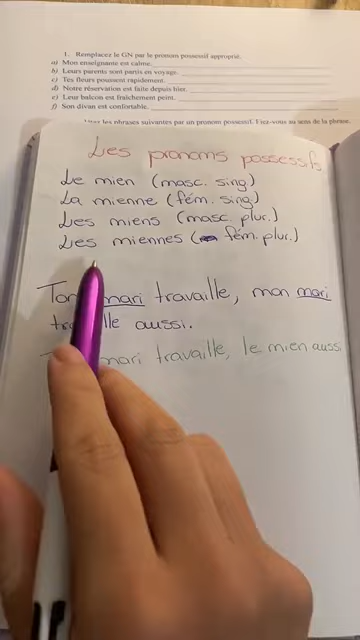 1. Remplacez le GN par le pronom possessif approprié.
a) Mon enseignante est calme.
b) Leurs parents sont partis en voyage.
c) Tes fleurs poussent rapidement.
d) Notre réservation est faite depuis hier.
e) Leur balcon est fraîchement peint.
f) Son divan est confortable.
les phrases suivantes par un pronom possessif. Fiez-vous au sens de la phrase.
Les pronoms possessifs
Le mien (masc. sing)
La mienne (fém. sing)
Les miens (masc. plur.)
Les miennes (fém. plur.)
Ton mari travaille, mon mari
aussi.
mari travaille, le mien aussi